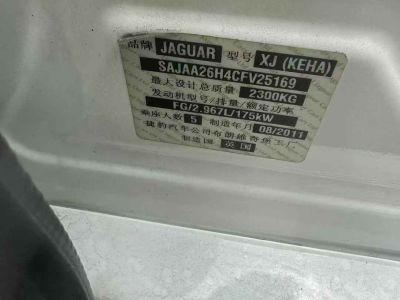 品牌 JAGUAR 型号 XJ (KEHA)
SAJAA26H4CFV25169
最大设计总质量 2300KG
发动机型号/排量/额定功率
FG/2.967L/175kW
乘座人数 5 制造年月 08/2011
捷豹汽车公司布朗维奇堡工厂
制造国 英国